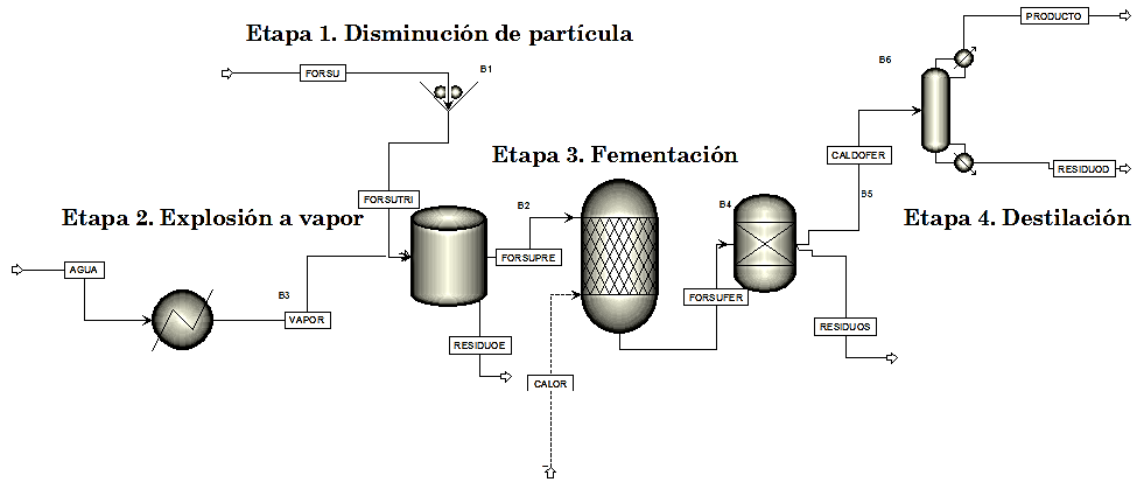 PRODUCTO
Etapa 1. Disminución de partícula
B6
FORSU
B1
Etapa 3. Fementación
CALDOFER
RESIDUOD
FORSUTRI
B5
Etapa 2. Explosión a vapor
B2
B4
Etapa 4. Destilación
FORSUPRE
AGUA
B3
FORSUFER
VAPOR
RESIDUOS
RESIDUOE
CALOR